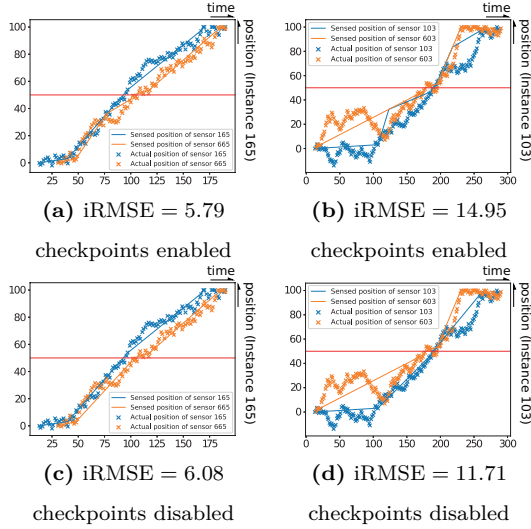 time
100
80
60
40
20
0
position (Instance 165)
Sensed position of sensor 165
Sensed position of sensor 665
Actual position of sensor 165
Actual position of sensor 665
25 50 75 100 125 150 175
(a) iRMSE = 5.79
checkpoints enabled
time
100
80
60
40
20
0
position (Instance 103)
Sensed position of sensor 103
Sensed position of sensor 603
Actual position of sensor 103
Actual position of sensor 603
0 50 100 150 200 250 300
(b) iRMSE = 14.95
checkpoints enabled
time
100
80
60
40
20
0
position (Instance 165)
Sensed position of sensor 165
Sensed position of sensor 665
Actual position of sensor 165
Actual position of sensor 665
25 50 75 100 125 150 175
(c) iRMSE = 6.08
checkpoints disabled
time
100
80
60
40
20
0
position (Instance 103)
Sensed position of sensor 103
Sensed position of sensor 603
Actual position of sensor 103
Actual position of sensor 603
0 50 100 150 200 250 300
(d) iRMSE = 11.71
checkpoints disabled